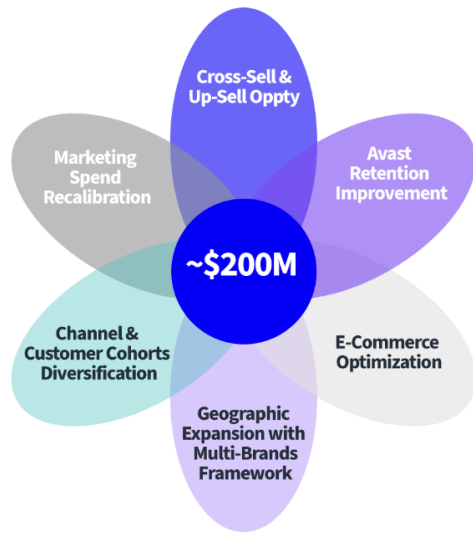 Cross-Sell &
Up-Sell Oppty
Avast
Retention
Improvement
E-Commerce
Optimization
Geographic
Expansion with
Multi-Brands
Framework
Channel &
Customer Cohorts
Diversification
Marketing
Spend
Recalibration
~$200M